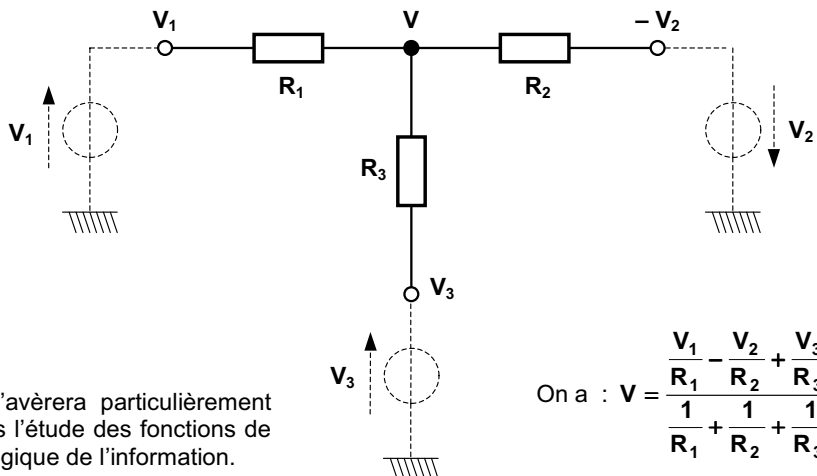 V₁ V – V₂
R₁ R₂
V₁ V₂
R₃
V₃
V₃
On a : V = (V₁/R₁ − V₂/R₂ + V₃/R₃) / (1/R₁ + 1/R₂ + 1/R₃)
'avèrera particulièrement
l'étude des fonctions de
de l'information.